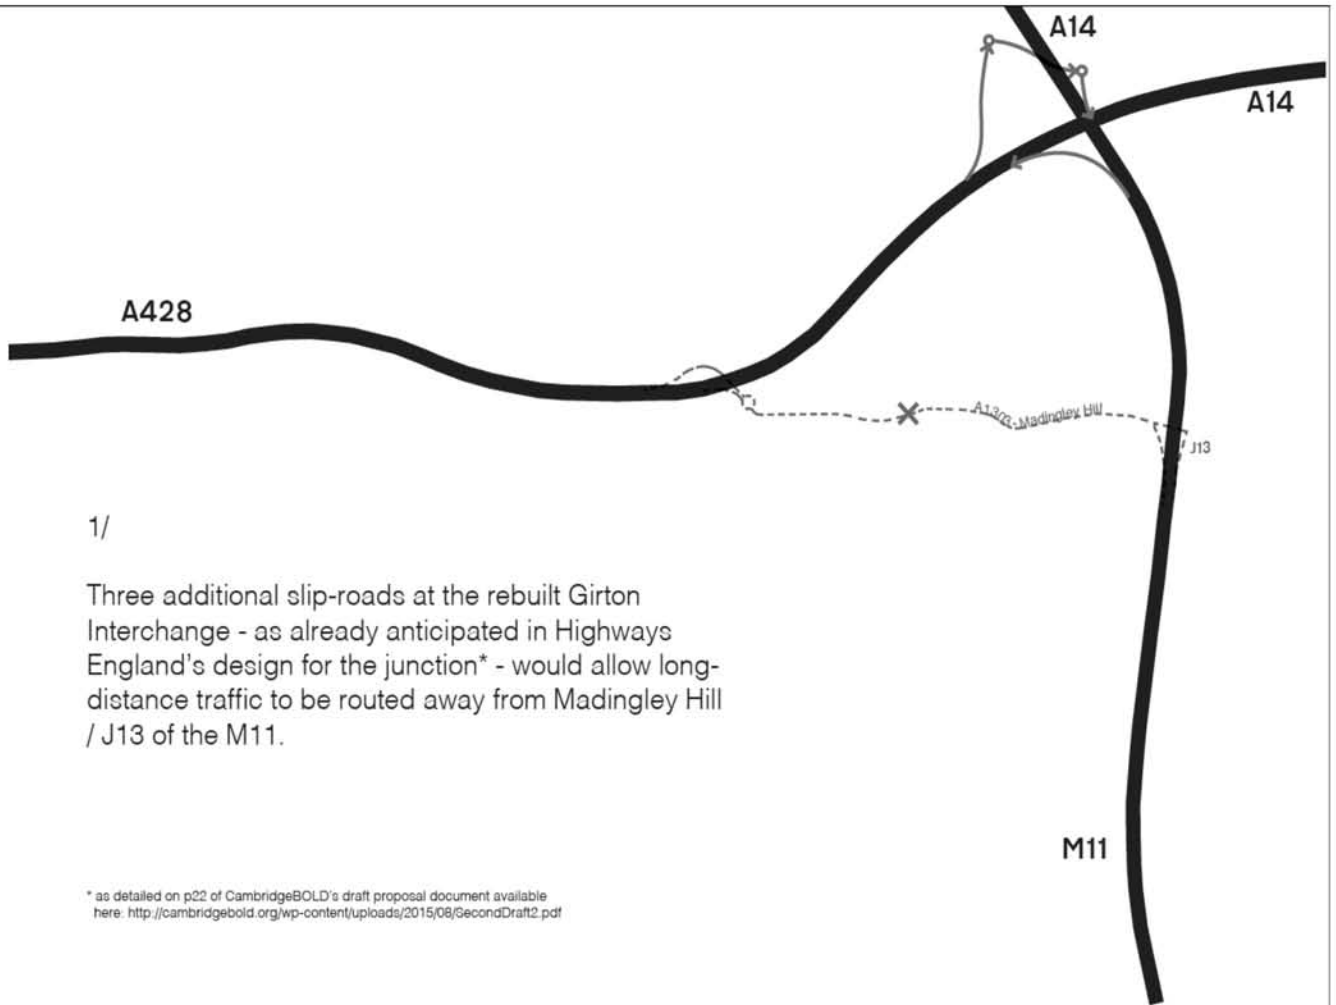 A14
A14
A428
A1303 - Madingley Hill
J13
1/
Three additional slip-roads at the rebuilt Girton
Interchange - as already anticipated in Highways
England's design for the junction* - would allow long-
distance traffic to be routed away from Madingley Hill
/ J13 of the M11.
M11
* as detailed on p22 of CambridgeBOLD's draft proposal document available
here: http://cambridgebold.org/wp-content/uploads/2015/08/SecondDraft2.pdf